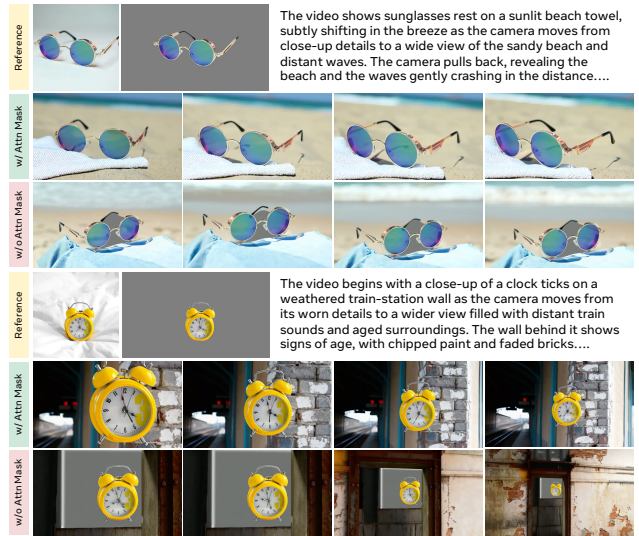 Reference
The video shows sunglasses rest on a sunlit beach towel,
subtly shifting in the breeze as the camera moves from
close-up details to a wide view of the sandy beach and
distant waves. The camera pulls back, revealing the
beach and the waves gently crashing in the distance....
w/ Attn Mask
w/o Attn Mask
Reference
The video begins with a close-up of a clock ticks on a
weathered train-station wall as the camera moves from
its worn details to a wider view filled with distant train
sounds and aged surroundings. The wall behind it shows
signs of age, with chipped paint and faded bricks....
w/ Attn Mask
w/o Attn Mask